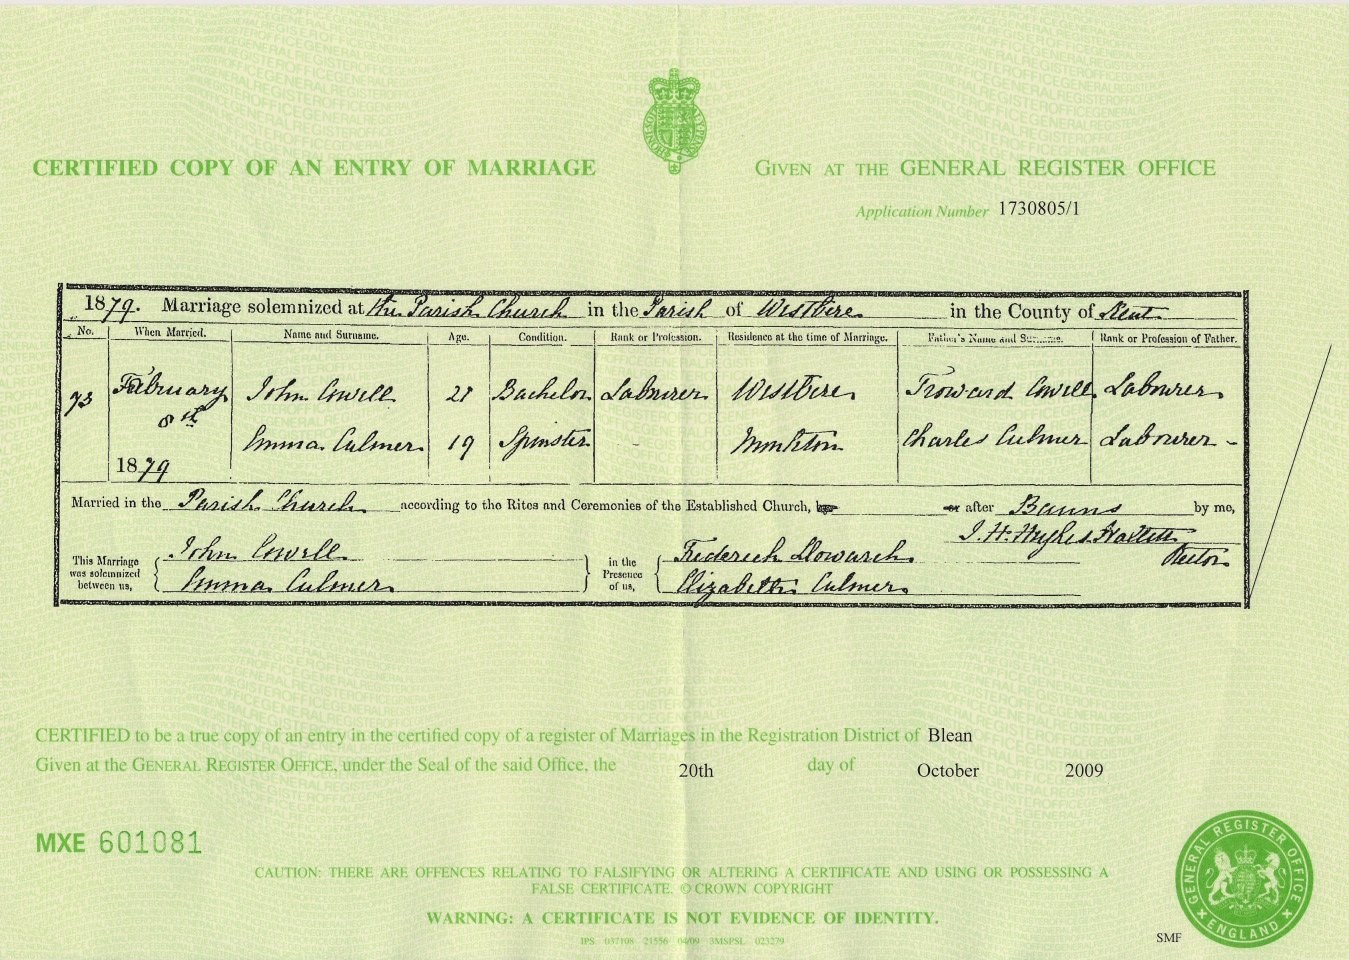 CERTIFIED COPY OF AN ENTRY OF MARRIAGE
GIVEN AT THE GENERAL REGISTER OFFICE
Application Number 1730805/1
1879. Marriage solemnized at the Parish Church in the Parish of Westbere in the County of Kent
No. When Married. Name and Surname. Age. Condition. Rank or Profession. Residence at the time of Marriage. Father's Name and Surname. Rank or Profession of Father.
73 February 8th 1879 John Cowell 21 Bachelor Labourer Westbere Troward Cowell Labourer
Emma Culmer 19 Spinster - Monkton Charles Culmer Labourer -
Married in the Parish Church according to the Rites and Ceremonies of the Established Church, by or after Banns by me,
J. H. Hughes Hallett
Rector
This Marriage was solemnized between us, John Cowell in the Presence of us, Frederick
Emma Culmer Elizabeth Culmer
CERTIFIED to be a true copy of an entry in the certified copy of a register of Marriages in the Registration District of Blean
Given at the GENERAL REGISTER OFFICE, under the Seal of the said Office, the 20th day of October 2009
MXE 601081
CAUTION: THERE ARE OFFENCES RELATING TO FALSIFYING OR ALTERING A CERTIFICATE AND USING OR POSSESSING A
FALSE CERTIFICATE. © CROWN COPYRIGHT
WARNING: A CERTIFICATE IS NOT EVIDENCE OF IDENTITY.
IPS 037108 21556 04/09 3MSPSL 023279
SMF
GENERAL REGISTER OFFICE
ENGLAND